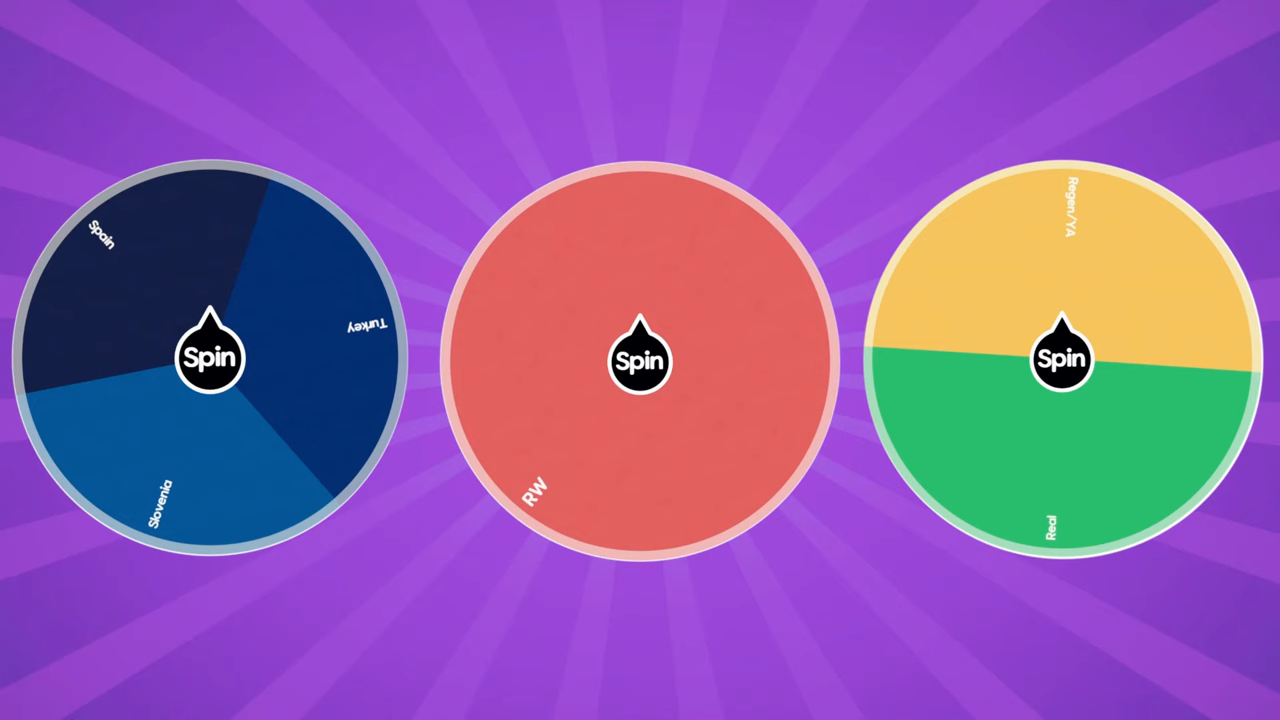 Spain
Turkey
Slovenia
Spin
RW
Spin
Regen/YA
Real
Spin